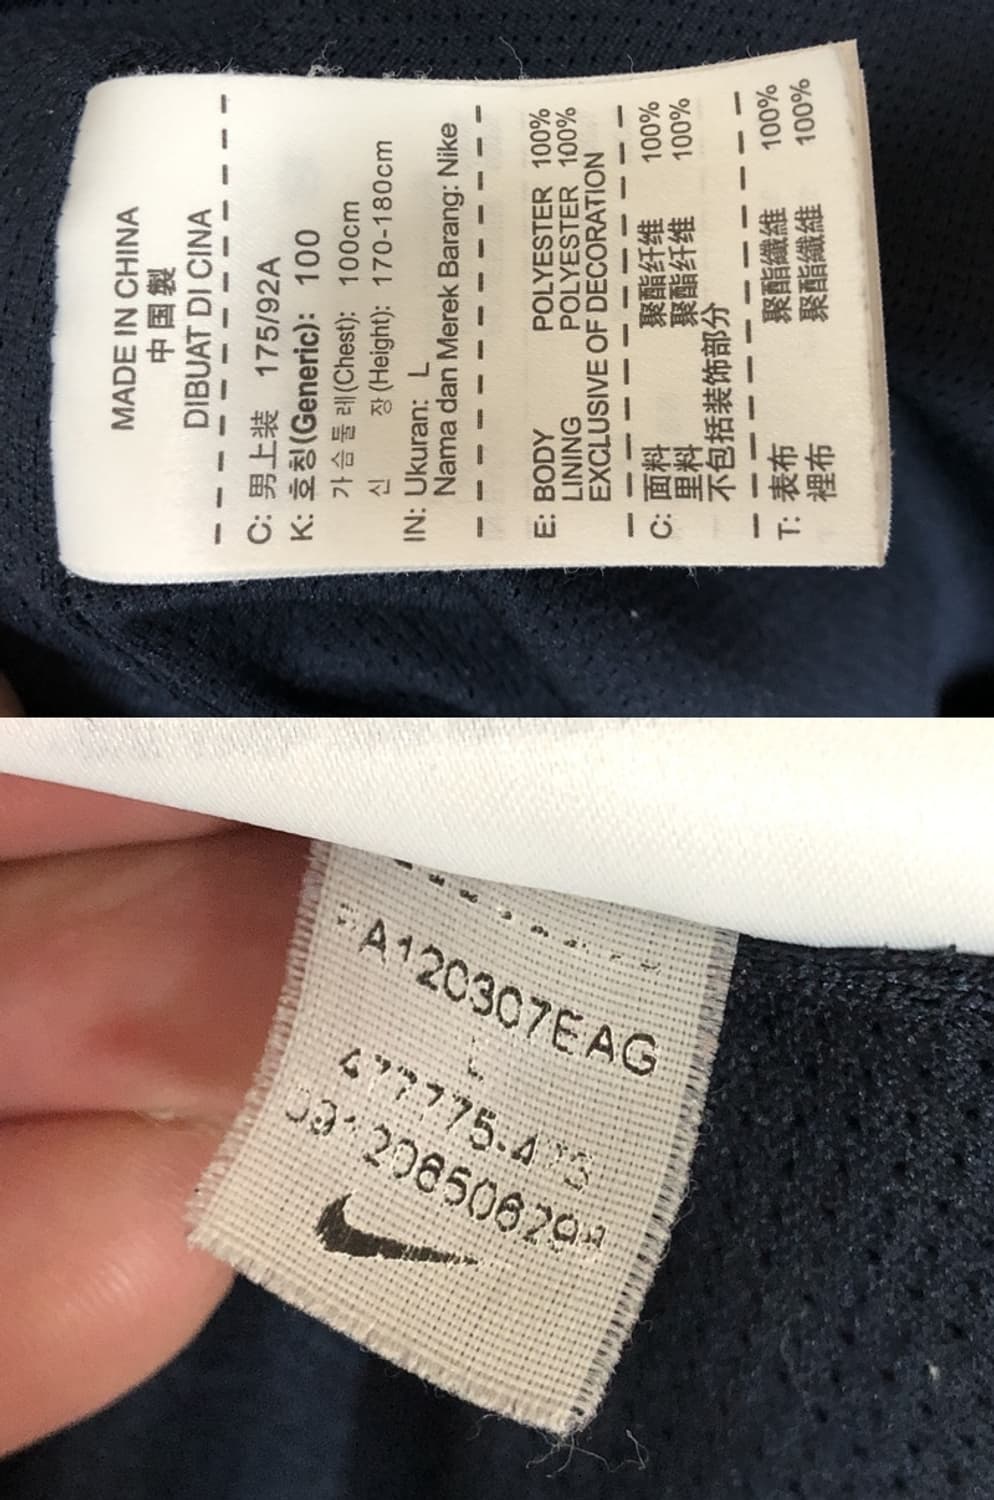 MADE IN CHINA
中国製
DIBUAT DI CINA
C: 男上装 175/92A
K: 호칭(Generic): 100
가슴둘레(Chest): 100cm
신 장(Height): 170-180cm
IN: Ukuran: L
Nama dan Merek Barang: Nike
E: BODY POLYESTER 100%
LINING POLYESTER 100%
EXCLUSIVE OF DECORATION
C: 面料 聚酯纤维 100%
里料 聚酯纤维 100%
不包括装饰部分
T: 表布 聚酯纖維 100%
裡布 聚酯纖維 100%
A120307EAG
L